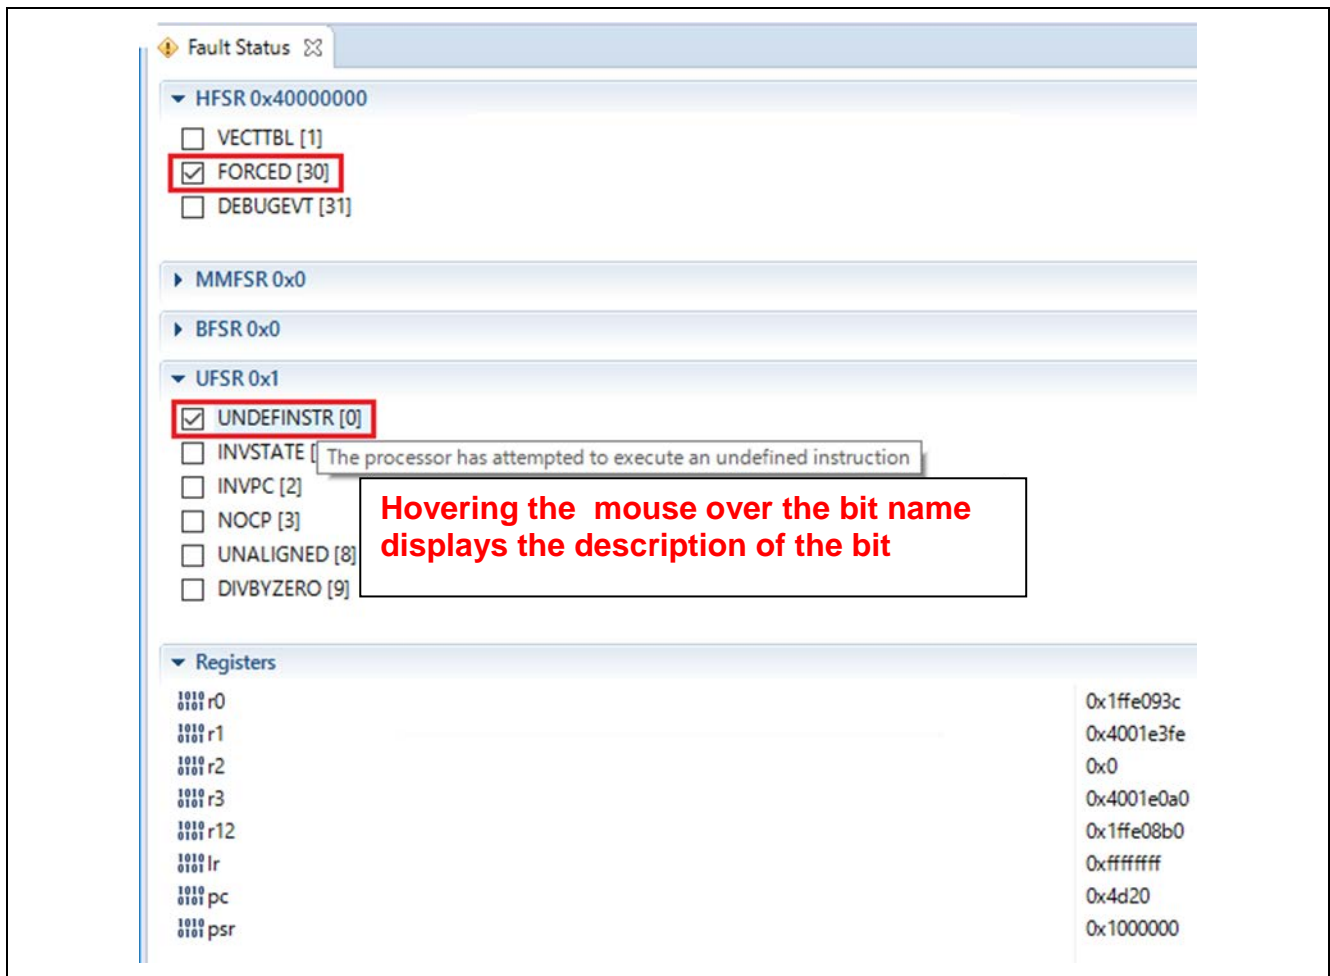 Fault Status
HFSR 0x40000000
VECTTBL [1]
FORCED [30]
DEBUGEVT [31]
MMFSR 0x0
BFSR 0x0
UFSR 0x1
UNDEFINSTR [0]
INVSTATE [
The processor has attempted to execute an undefined instruction
INVPC [2]
Hovering the mouse over the bit name
displays the description of the bit
NOCP [3]
UNALIGNED [8]
DIVBYZERO [9]
Registers
r0 0x1ffe093c
r1 0x4001e3fe
r2 0x0
r3 0x4001e0a0
r12 0x1ffe08b0
lr 0xffffffff
pc 0x4d20
psr 0x1000000